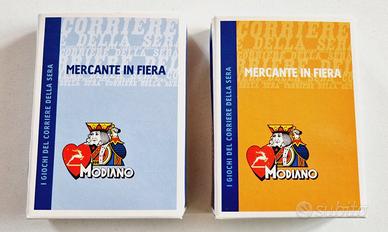 CORRIERE
DELLA SERA
MERCANTE IN FIERA
I GIOCHI DEL CORRIERE DELLA SERA
MODIANO
CORRIERE
DELLA SERA
MERCANTE IN FIERA
I GIOCHI DEL CORRIERE DELLA SERA
MODIANO
subito